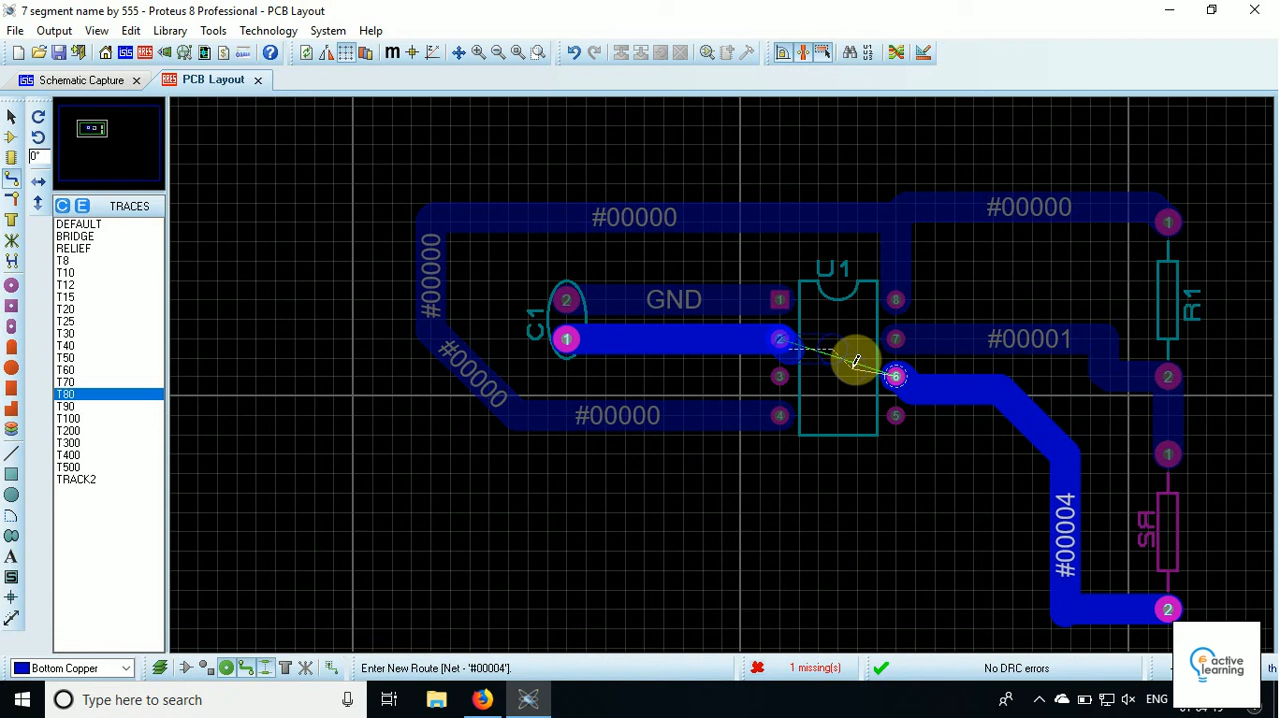 7 segment name by 555 - Proteus 8 Professional - PCB Layout
File Output View Edit Library Tools Technology System Help
Schematic Capture
PCB Layout
0°
C E TRACES
DEFAULT
BRIDGE
RELIEF
T8
T10
T12
T15
T20
T25
T30
T40
T50
T60
T70
T80
T90
T100
T200
T300
T400
T500
TRACK2
#00000
#00000
#00000
#00000
#00000
GND
#00001
#00004
U1
C1
R1
2
1
1
2
3
4
8
7
6
5
1
2
1
2
Bottom Copper
Enter New Route [Net - '#00004]
1 missing(s)
No DRC errors
th
Type here to search
ENG
active
learning